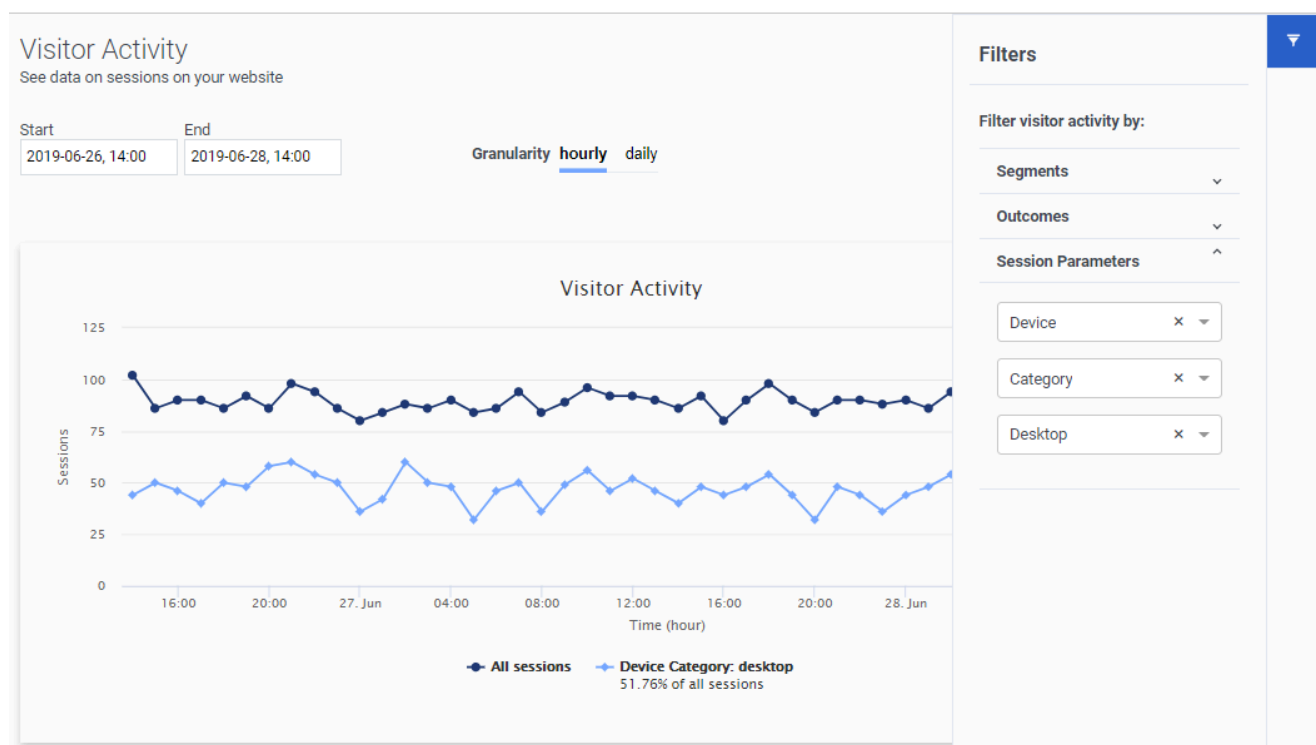 Visitor Activity
See data on sessions on your website
Start End
2019-06-26, 14:00 2019-06-28, 14:00
Granularity hourly daily
Visitor Activity
125
100
75
50
25
0
Sessions
16:00 20:00 27. Jun 04:00 08:00 12:00 16:00 20:00 28. Jun
Time (hour)
All sessions Device Category: desktop
51.76% of all sessions
Filters
Filter visitor activity by:
Segments
Outcomes
Session Parameters
Device
Category
Desktop